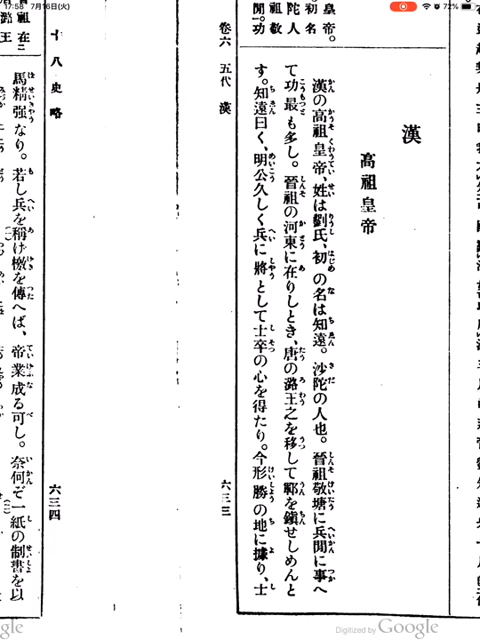 17:58 7月16日(火) 72%
皇帝。
初名
陀人
祖敬
間。功
漢
高祖皇帝
漢の高祖皇帝、姓は劉氏、初の名は知遠。沙陀の人也。晉祖敬塘に兵間に事へ
て功最も多し。晉祖の河東に在りしとき、唐の潞王之を移して鄆を鎭せしめんと
す。知遠曰く、明公久しく兵に將として士卒の心を得たり。今形勝の地に據り、士
卷六 五代 漢
六三三
在二
潞王
十八史略
六三四
馬精强なり。若し兵を稱け檄を傳へば、帝業成る可し。奈何ぞ一紙の制書を以
Digitized by Google